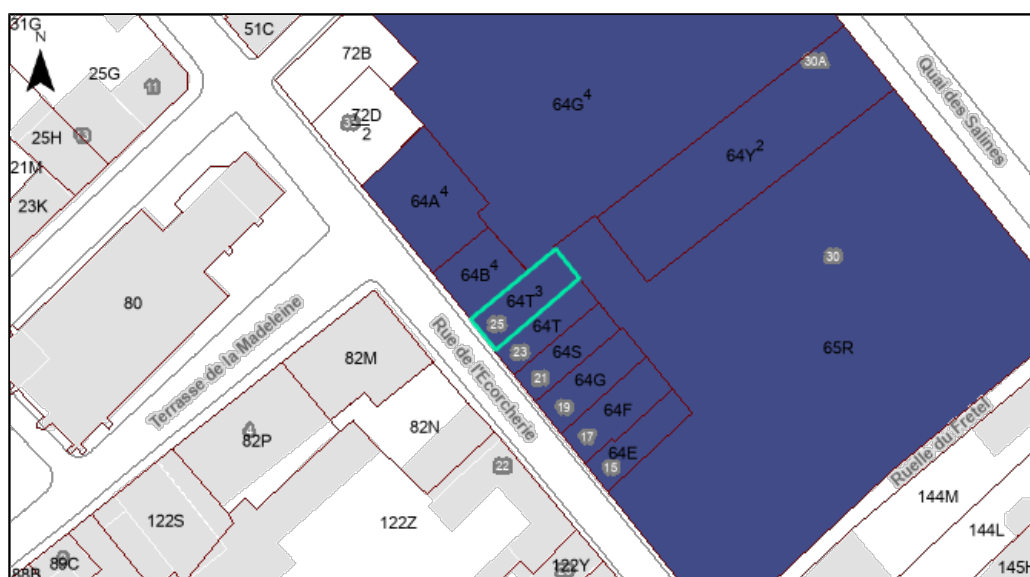 31G
N
51C
25G
11
72B
72D
2
25H
21M
23K
64G4
30A
Quai des Salines
64Y2
64A4
64B4
64T3
25
64T
30
80
Terrasse de la Madeleine
Rue de l'Ecorcherie
23
64S
21
64G
19
64F
17
64E
15
65R
Ruelle du Fretel
82M
82N
4
82P
22
122S
122Z
144M
144L
89C
88B
122Y